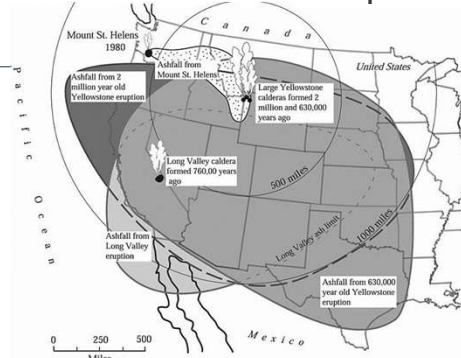 Canada
Mount St. Helens
1980
United States
Ashfall from
Mount St. Helens
Ashfall from 2
million year old
Yellowstone eruption
Large Yellowstone
calderas formed 2
million and 630,000
years ago
Long Valley caldera
formed 760,00 years
ago
500 miles
Long Valley ash limit
1000 miles
Pacific Ocean
Ashfall from
Long Valley
eruption
Ashfall from 630,000
year old Yellowstone
eruption
Mexico
0 250 500
Miles